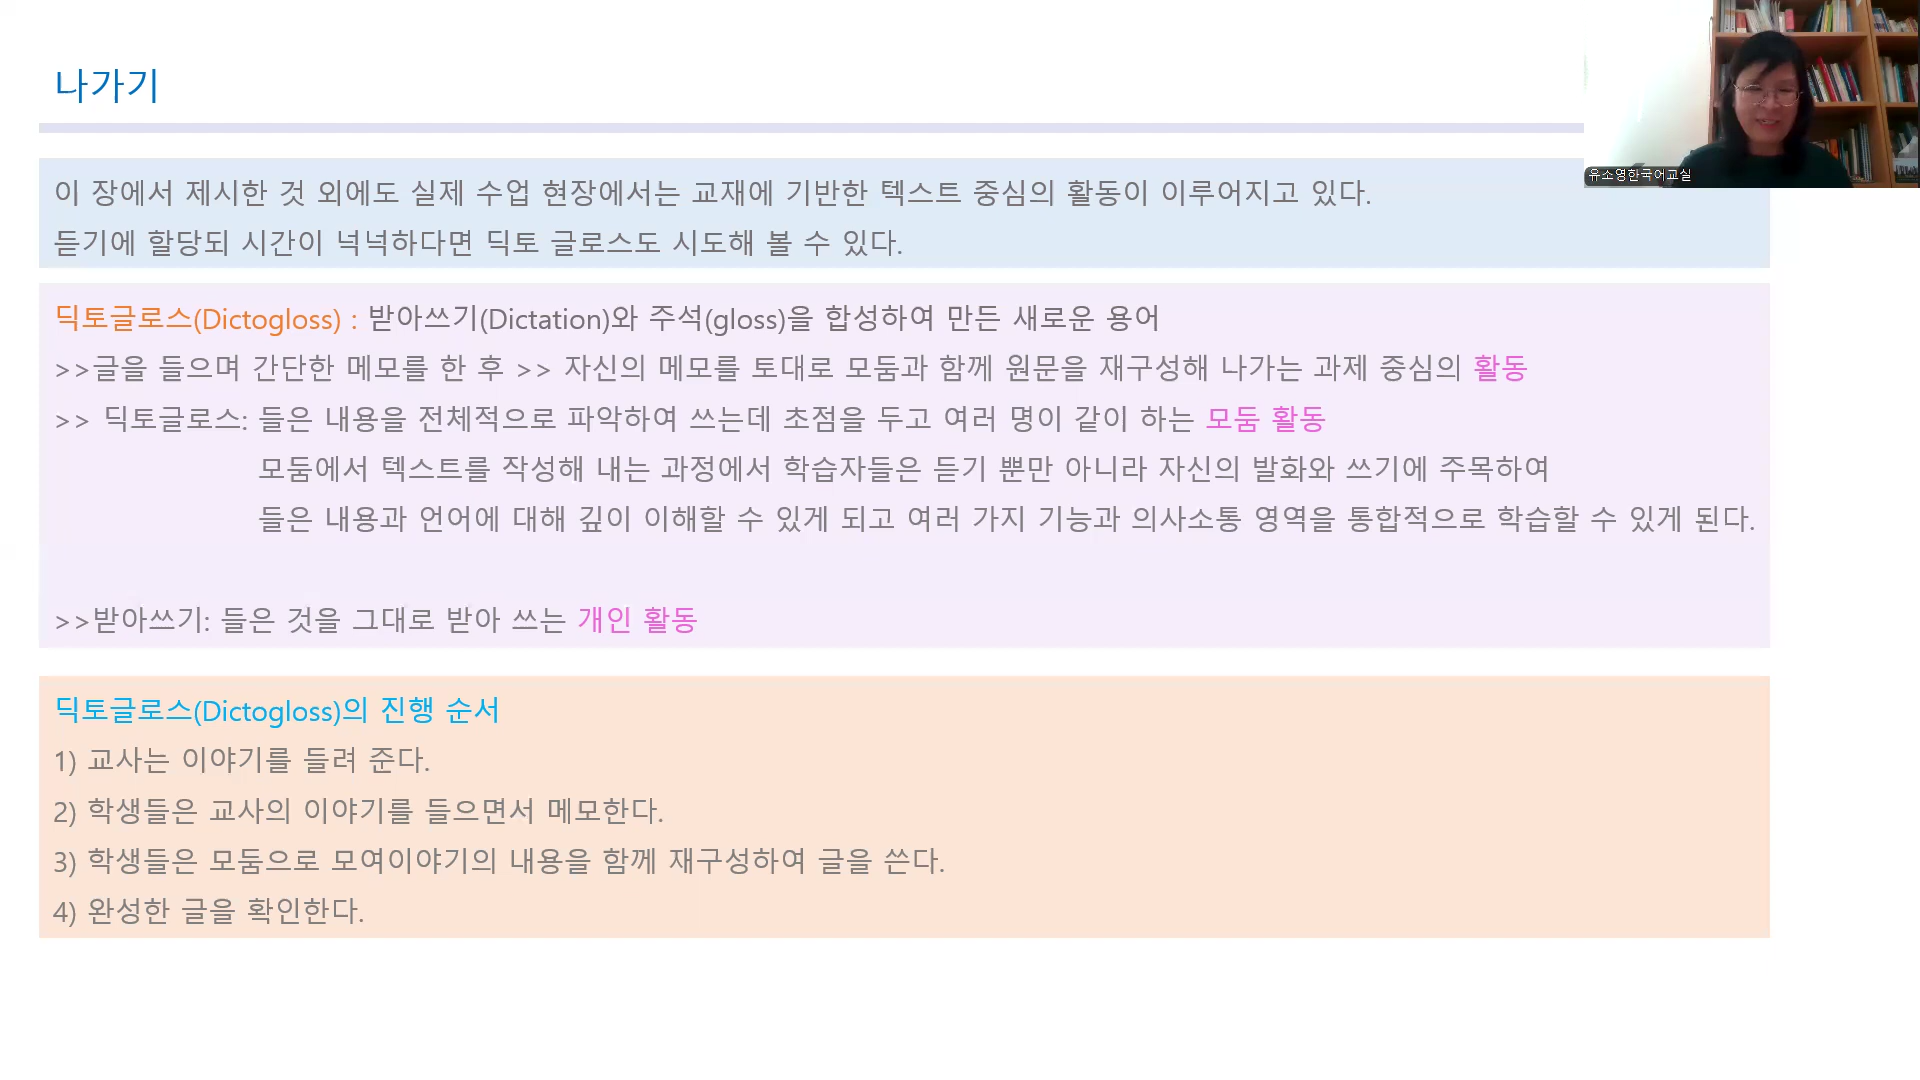 나가기
유소영한국어교실
이 장에서 제시한 것 외에도 실제 수업 현장에서는 교재에 기반한 텍스트 중심의 활동이 이루어지고 있다.
듣기에 할당되 시간이 넉넉하다면 딕토 글로스도 시도해 볼 수 있다.
딕토글로스(Dictogloss) : 받아쓰기(Dictation)와 주석(gloss)을 합성하여 만든 새로운 용어
>>글을 들으며 간단한 메모를 한 후 >> 자신의 메모를 토대로 모둠과 함께 원문을 재구성해 나가는 과제 중심의 활동
>> 딕토글로스: 들은 내용을 전체적으로 파악하여 쓰는데 초점을 두고 여러 명이 같이 하는 모둠 활동
모둠에서 텍스트를 작성해 내는 과정에서 학습자들은 듣기 뿐만 아니라 자신의 발화와 쓰기에 주목하여
들은 내용과 언어에 대해 깊이 이해할 수 있게 되고 여러 가지 기능과 의사소통 영역을 통합적으로 학습할 수 있게 된다.
>>받아쓰기: 들은 것을 그대로 받아 쓰는 개인 활동
딕토글로스(Dictogloss)의 진행 순서
1) 교사는 이야기를 들려 준다.
2) 학생들은 교사의 이야기를 들으면서 메모한다.
3) 학생들은 모둠으로 모여이야기의 내용을 함께 재구성하여 글을 쓴다.
4) 완성한 글을 확인한다.